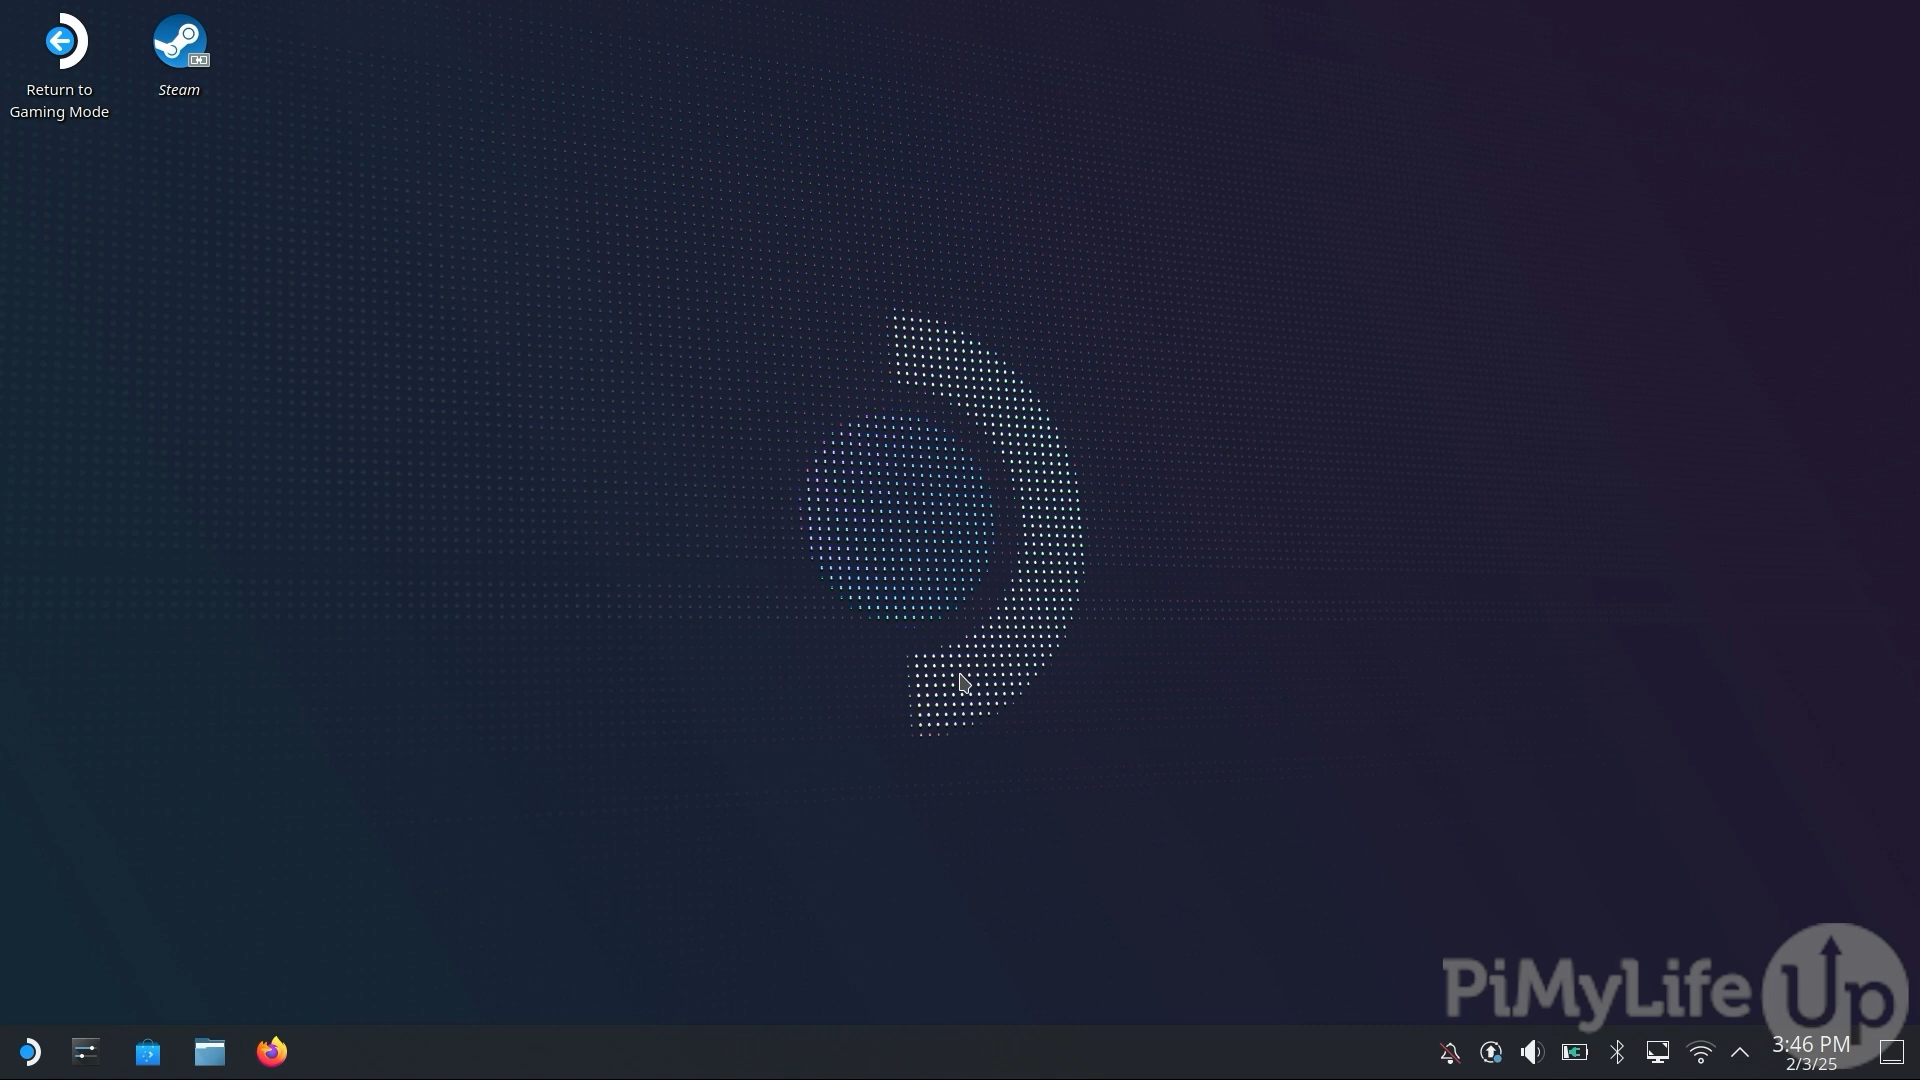 Return to
Gaming Mode
Steam
PiMyLifeUp
3:46 PM
2/3/25